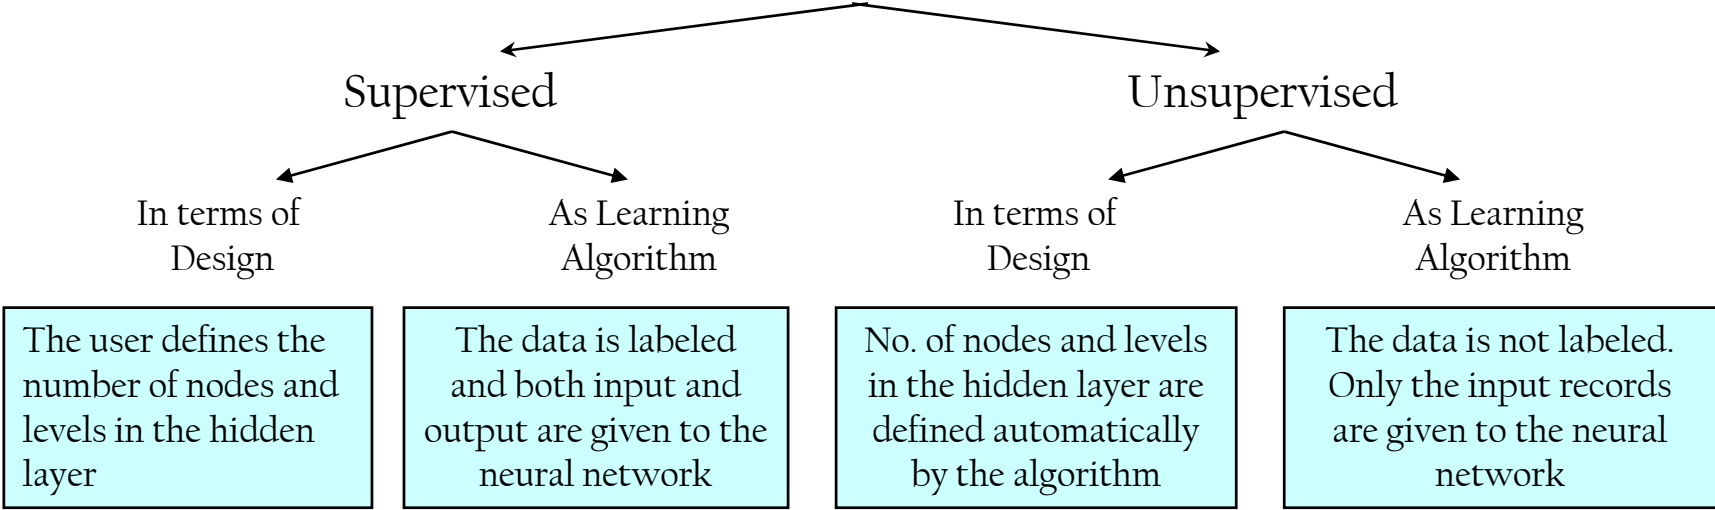 Supervised
Unsupervised
In terms of
Design
As Learning
Algorithm
In terms of
Design
As Learning
Algorithm
The user defines the
number of nodes and
levels in the hidden
layer
The data is labeled
and both input and
output are given to the
neural network
No. of nodes and levels
in the hidden layer are
defined automatically
by the algorithm
The data is not labeled.
Only the input records
are given to the neural
network